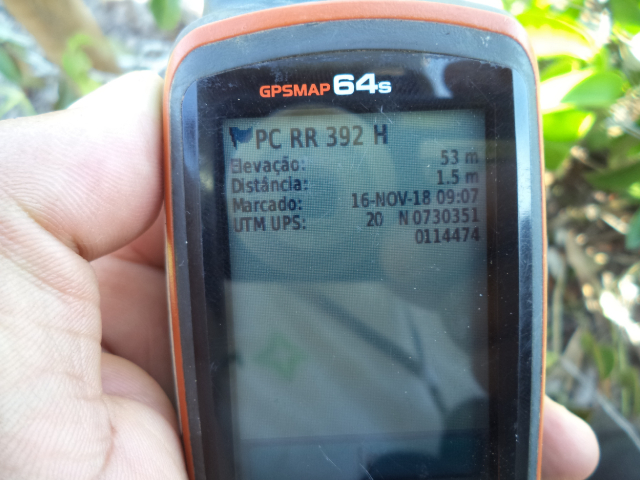 GPSMAP 64s
PC RR 392 H
Elevação: 53 m
Distância: 1.5 m
Marcado: 16-NOV-18 09:07
UTM UPS: 20 N 0730351
0114474